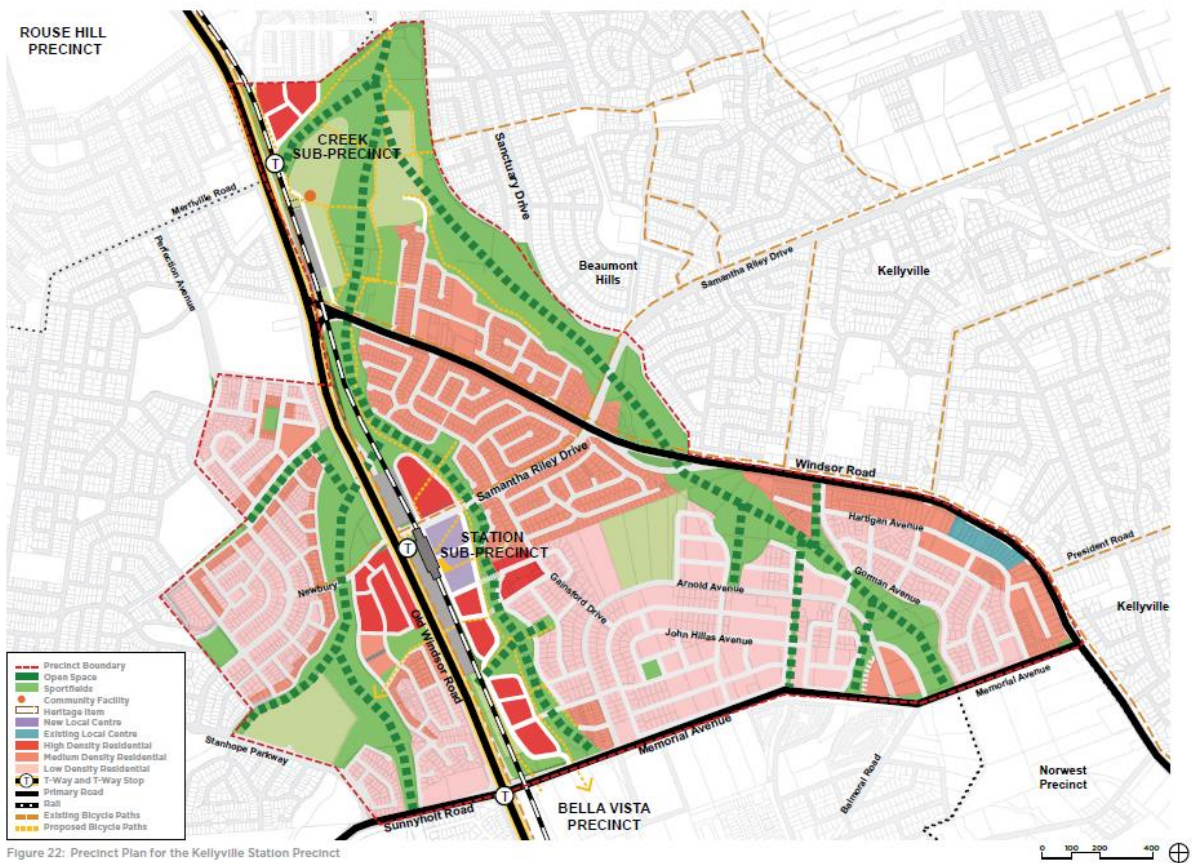 ROUSE HILL
PRECINCT
CREEK
SUB-PRECINCT
T
Merriville Road
Perfection Avenue
Sanctuary Drive
Beaumont
Hills
Samantha Riley Drive
Kellyville
Samantha Riley Drive
Windsor Road
Hartigan Avenue
President Road
STATION
SUB-PRECINCT
T
Newbury
Old Windsor Road
Gainsford Drive
Arnold Avenue
Gorman Avenue
John Hillas Avenue
Kellyville
Memorial Avenue
Memorial Avenue
Stanhope Parkway
Balmoral Road
Norwest
Precinct
T
Sunnyholt Road
BELLA VISTA
PRECINCT
Precinct Boundary
Open Space
Sportfields
Community Facility
Heritage Item
New Local Centre
Existing Local Centre
High Density Residential
Medium Density Residential
Low Density Residential
T T-Way and T-Way Stop
Primary Road
Rail
Existing Bicycle Paths
Proposed Bicycle Paths
Figure 22: Precinct Plan for the Kellyville Station Precinct
0 100 200 400